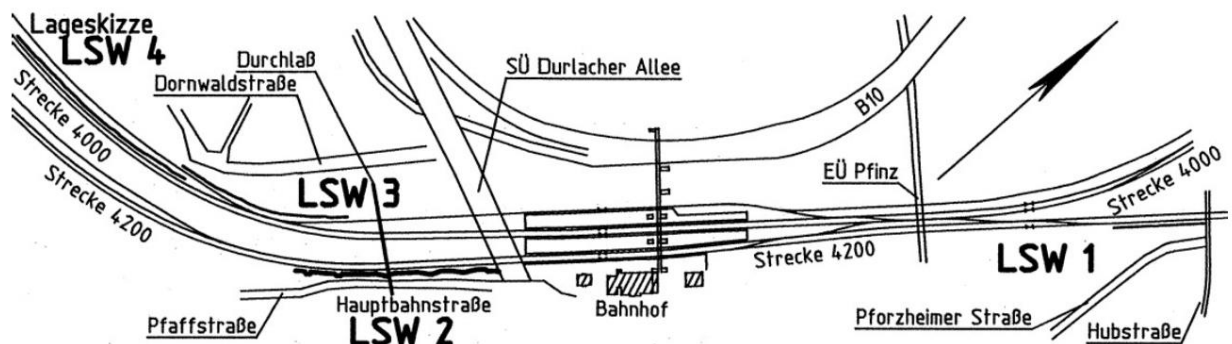 Lageskizze
LSW 4
Durchlaß
Dornwaldstraße
SÜ Durlacher Allee
B10
Strecke 4000
Strecke 4200
LSW 3
EÜ Pfinz
Strecke 4000
Strecke 4200
LSW 1
Hauptbahnstraße
Pfaffstraße
LSW 2
Bahnhof
Pforzheimer Straße
Hubstraße